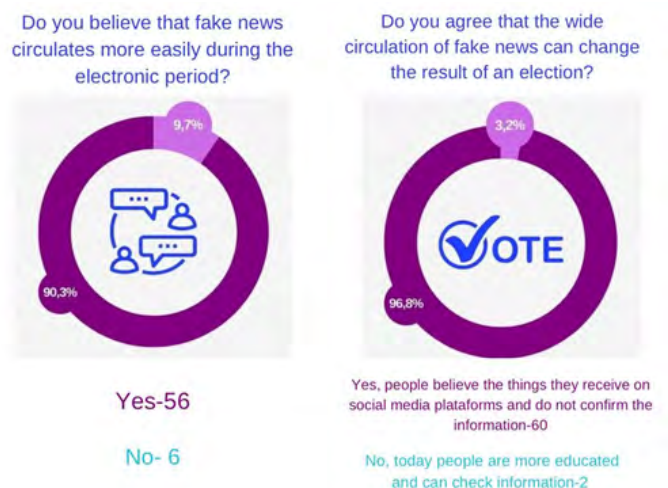 Do you believe that fake news
circulates more easily during the
electronic period?
9,7%
90,3%
Yes-56
No- 6
Do you agree that the wide
circulation of fake news can change
the result of an election?
3,2%
VOTE
96,8%
Yes, people believe the things they receive on
social media plataforms and do not confirm the
information-60
No, today people are more educated
and can check information-2